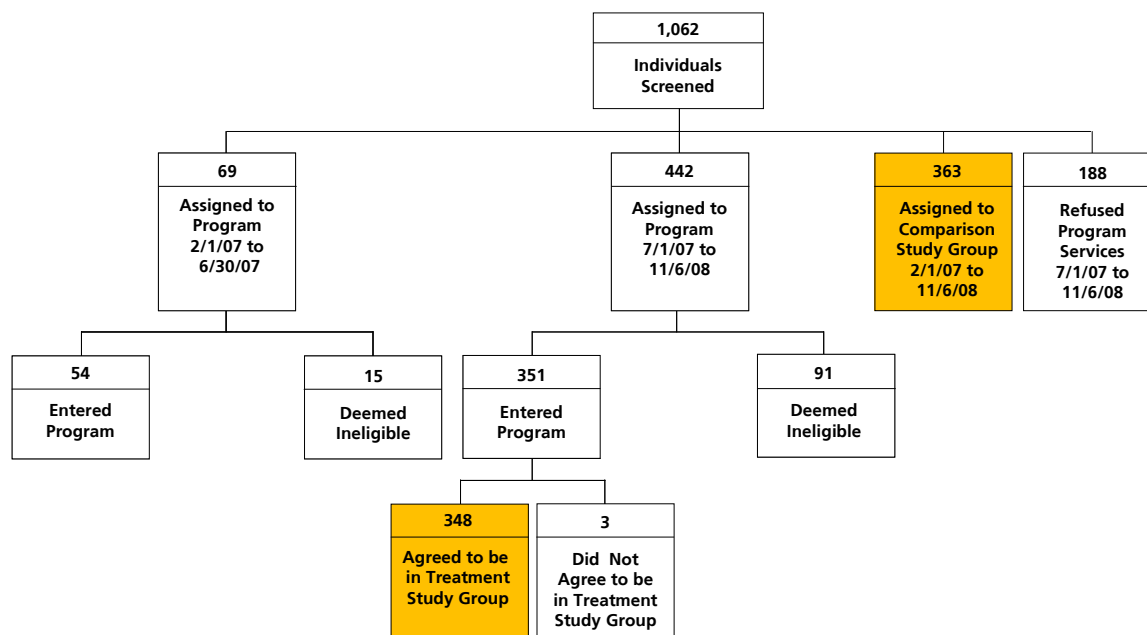 1,062
Individuals
Screened
69
Assigned to
Program
2/1/07 to
6/30/07
442
Assigned to
Program
7/1/07 to
11/6/08
363
Assigned to
Comparison
Study Group
2/1/07 to
11/6/08
188
Refused
Program
Services
7/1/07 to
11/6/08
54
Entered
Program
15
Deemed
Ineligible
351
Entered
Program
91
Deemed
Ineligible
348
Agreed to be
in Treatment
Study Group
3
Did Not
Agree to be
in Treatment
Study Group